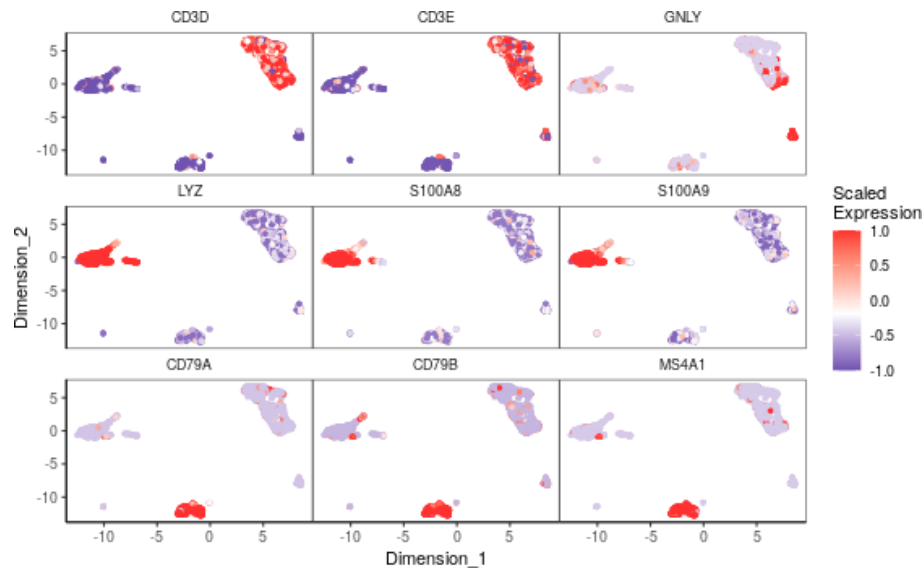 CD3D CD3E GNLY
5
0
-5
-10
LYZ S100A8 S100A9
5
0
-5
-10
CD79A CD79B MS4A1
5
0
-5
-10
-10 -5 0 5 -10 -5 0 5 -10 -5 0 5
Dimension_1
Dimension_2
Scaled
Expression
1.0
0.5
0.0
-0.5
-1.0